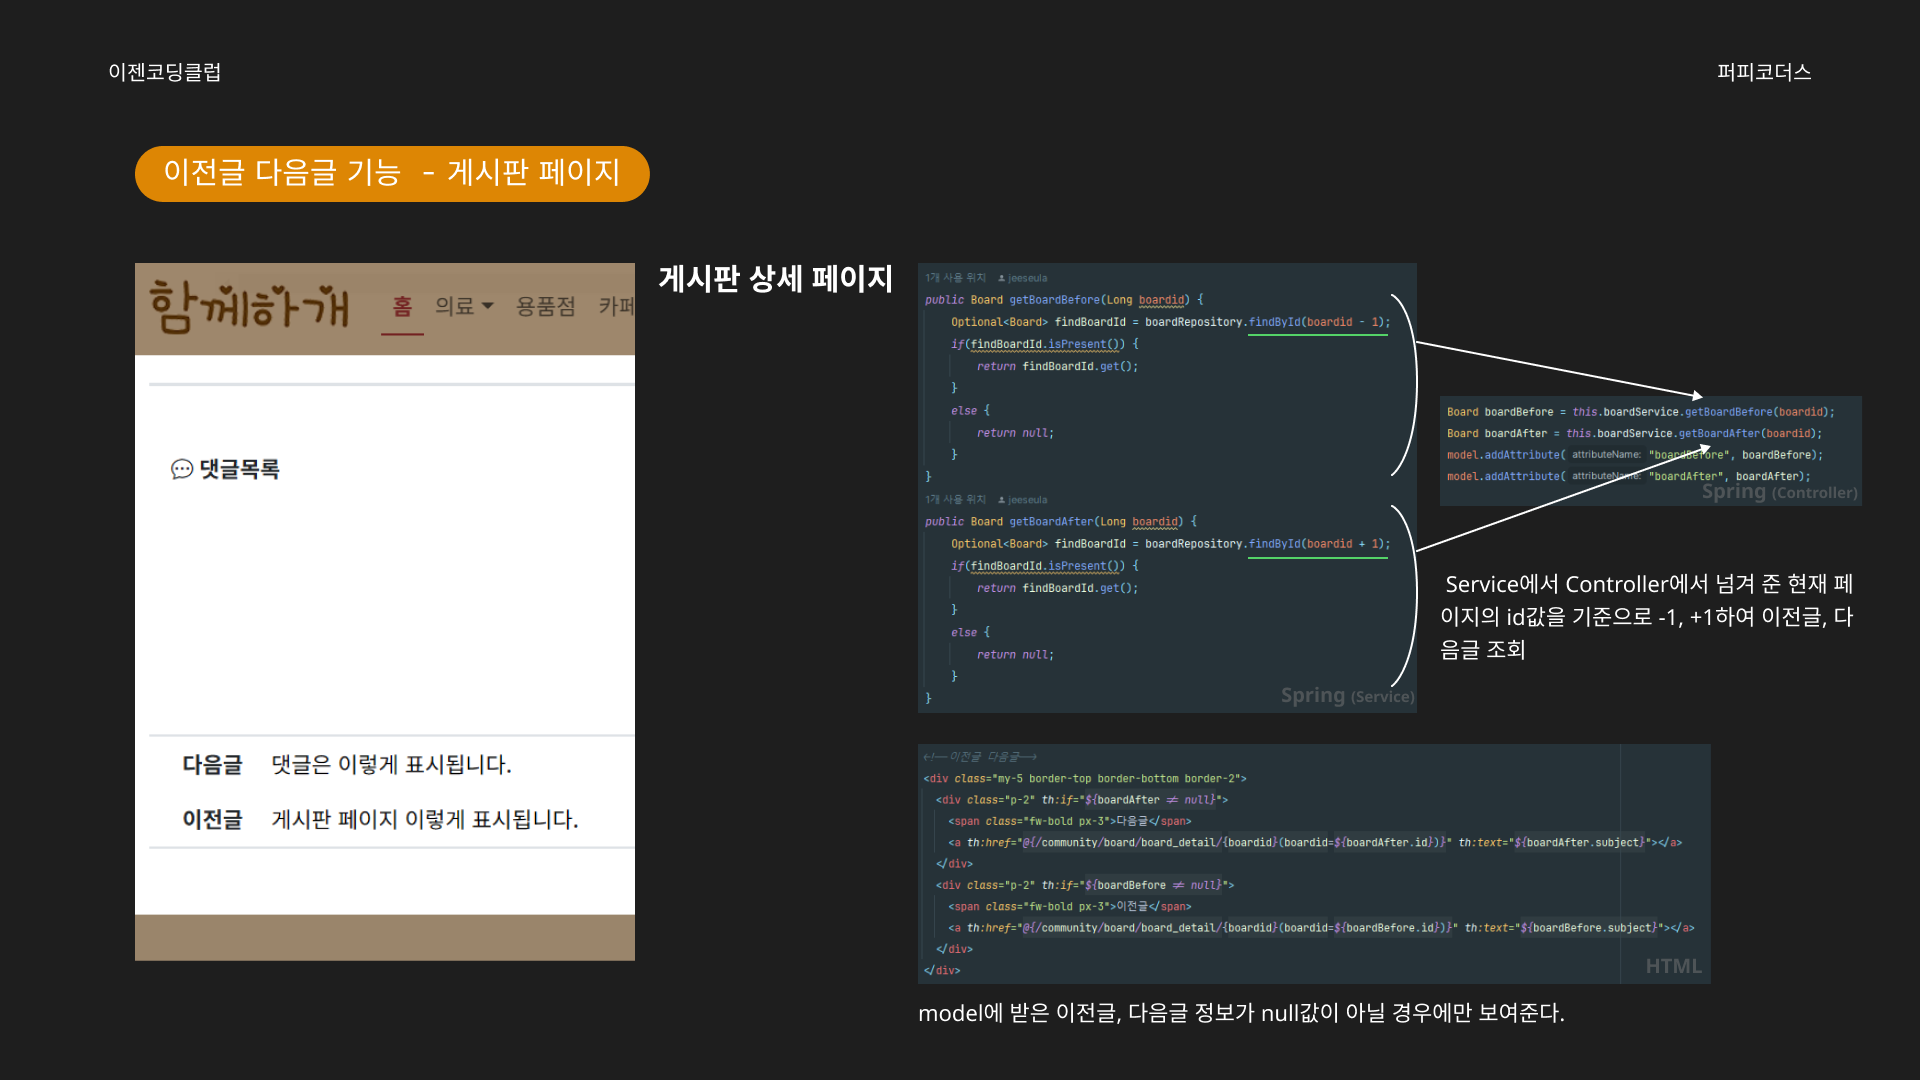 이젠코딩클럽
퍼피코더스
이전글 다음글 기능 - 게시판 페이지
함께하개
홈 의료 용품점 카페
댓글목록
다음글 댓글은 이렇게 표시됩니다.
이전글 게시판 페이지 이렇게 표시됩니다.
게시판 상세 페이지
1개 사용 위치 jeeseula
public Board getBoardBefore(Long boardid) {
Optional<Board> findBoardId = boardRepository.findById(boardid - 1);
if(findBoardId.isPresent()) {
return findBoardId.get();
}
else {
return null;
}
}
1개 사용 위치 jeeseula
public Board getBoardAfter(Long boardid) {
Optional<Board> findBoardId = boardRepository.findById(boardid + 1);
if(findBoardId.isPresent()) {
return findBoardId.get();
}
else {
return null;
}
}
Spring (Service)
Board boardBefore = this.boardService.getBoardBefore(boardid);
Board boardAfter = this.boardService.getBoardAfter(boardid);
model.addAttribute( attributeName: "boardBefore", boardBefore);
model.addAttribute( attributeName: "boardAfter", boardAfter);
Spring (Controller)
Service에서 Controller에서 넘겨 준 현재 페
이지의 id값을 기준으로 -1, +1하여 이전글, 다
음글 조회
<!--이전글 다음글-->
<div class="my-5 border-top border-bottom border-2">
<div class="p-2" th:if="${boardAfter != null}">
<span class="fw-bold px-3">다음글</span>
<a th:href="@{/community/board/board_detail/{boardid}(boardid=${boardAfter.id})}" th:text="${boardAfter.subject}"></a>
</div>
<div class="p-2" th:if="${boardBefore != null}">
<span class="fw-bold px-3">이전글</span>
<a th:href="@{/community/board/board_detail/{boardid}(boardid=${boardBefore.id})}" th:text="${boardBefore.subject}"></a>
</div>
</div>
HTML
model에 받은 이전글, 다음글 정보가 null값이 아닐 경우에만 보여준다.